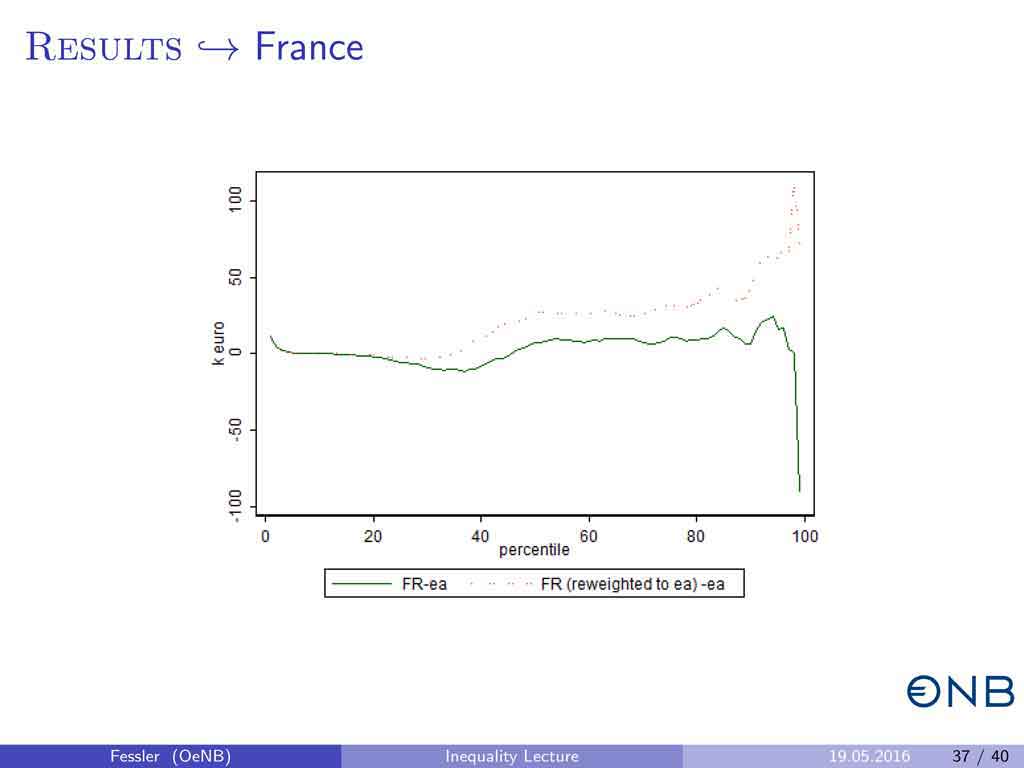 RESULTS ↪ France
100
50
0
-50
-100
k euro
0 20 40 60 80 100
percentile
FR-ea FR (reweighted to ea) -ea
ONB
Fessler (OeNB) Inequality Lecture 19.05.2016 37 / 40